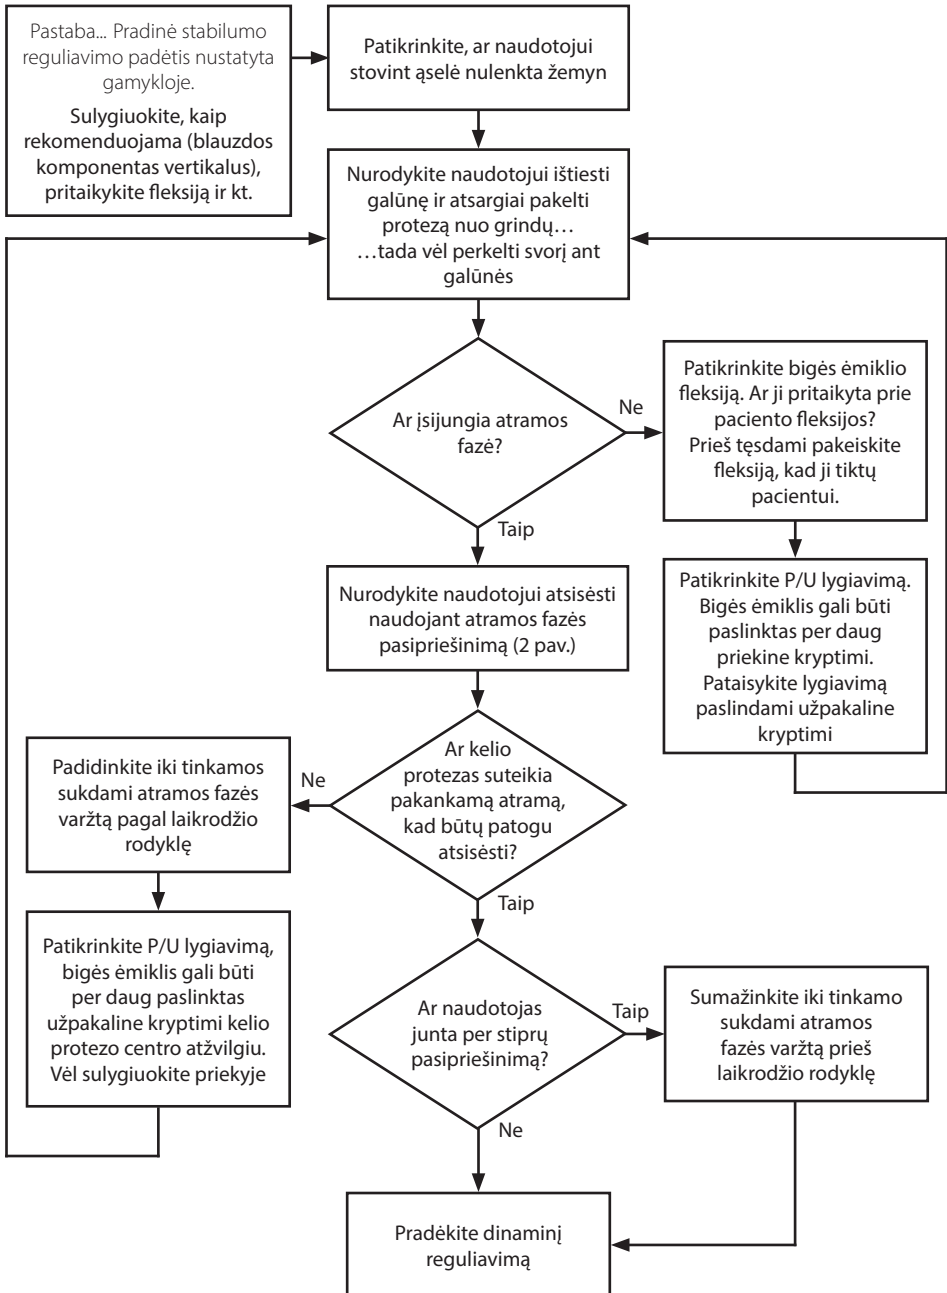 Pastaba... Pradinė stabilumo
reguliavimo padėtis nustatyta
gamykloje.
Sulygiuokite, kaip
rekomenduojama (blauzdos
komponentas vertikalus),
pritaikykite fleksiją ir kt.
Patikrinkite, ar naudotojui
stovint ąselė nulenkta žemyn
Nurodykite naudotojui ištiesti
galūnę ir atsargiai pakelti
protezą nuo grindų…
…tada vėl perkelti svorį ant
galūnės
Ar įsijungia atramos
fazė?
Ne
Patikrinkite bigės ėmiklio
fleksiją. Ar ji pritaikyta prie
paciento fleksijos?
Prieš tęsdami pakeiskite
fleksiją, kad ji tiktų
pacientui.
Taip
Patikrinkite P/U lygiavimą.
Bigės ėmiklis gali būti
paslinktas per daug
priekine kryptimi.
Pataisykite lygiavimą
paslindami užpakaline
kryptimi
Nurodykite naudotojui atsisėsti
naudojant atramos fazės
pasipriešinimą (2 pav.)
Ar kelio
protezas suteikia
pakankamą atramą,
kad būtų patogu
atsisėsti?
Ne
Padidinkite iki tinkamos
sukdami atramos fazės
varžtą pagal laikrodžio
rodyklę
Patikrinkite P/U lygiavimą,
bigės ėmiklis gali būti
per daug paslinktas
užpakaline kryptimi kelio
protezo centro atžvilgiu.
Vėl sulygiuokite priekyje
Taip
Ar naudotojas
junta per stiprų
pasipriešinimą?
Taip
Sumažinkite iki tinkamo
sukdami atramos
fazės varžtą prieš
laikrodžio rodyklę
Ne
Pradėkite dinaminį
reguliavimą